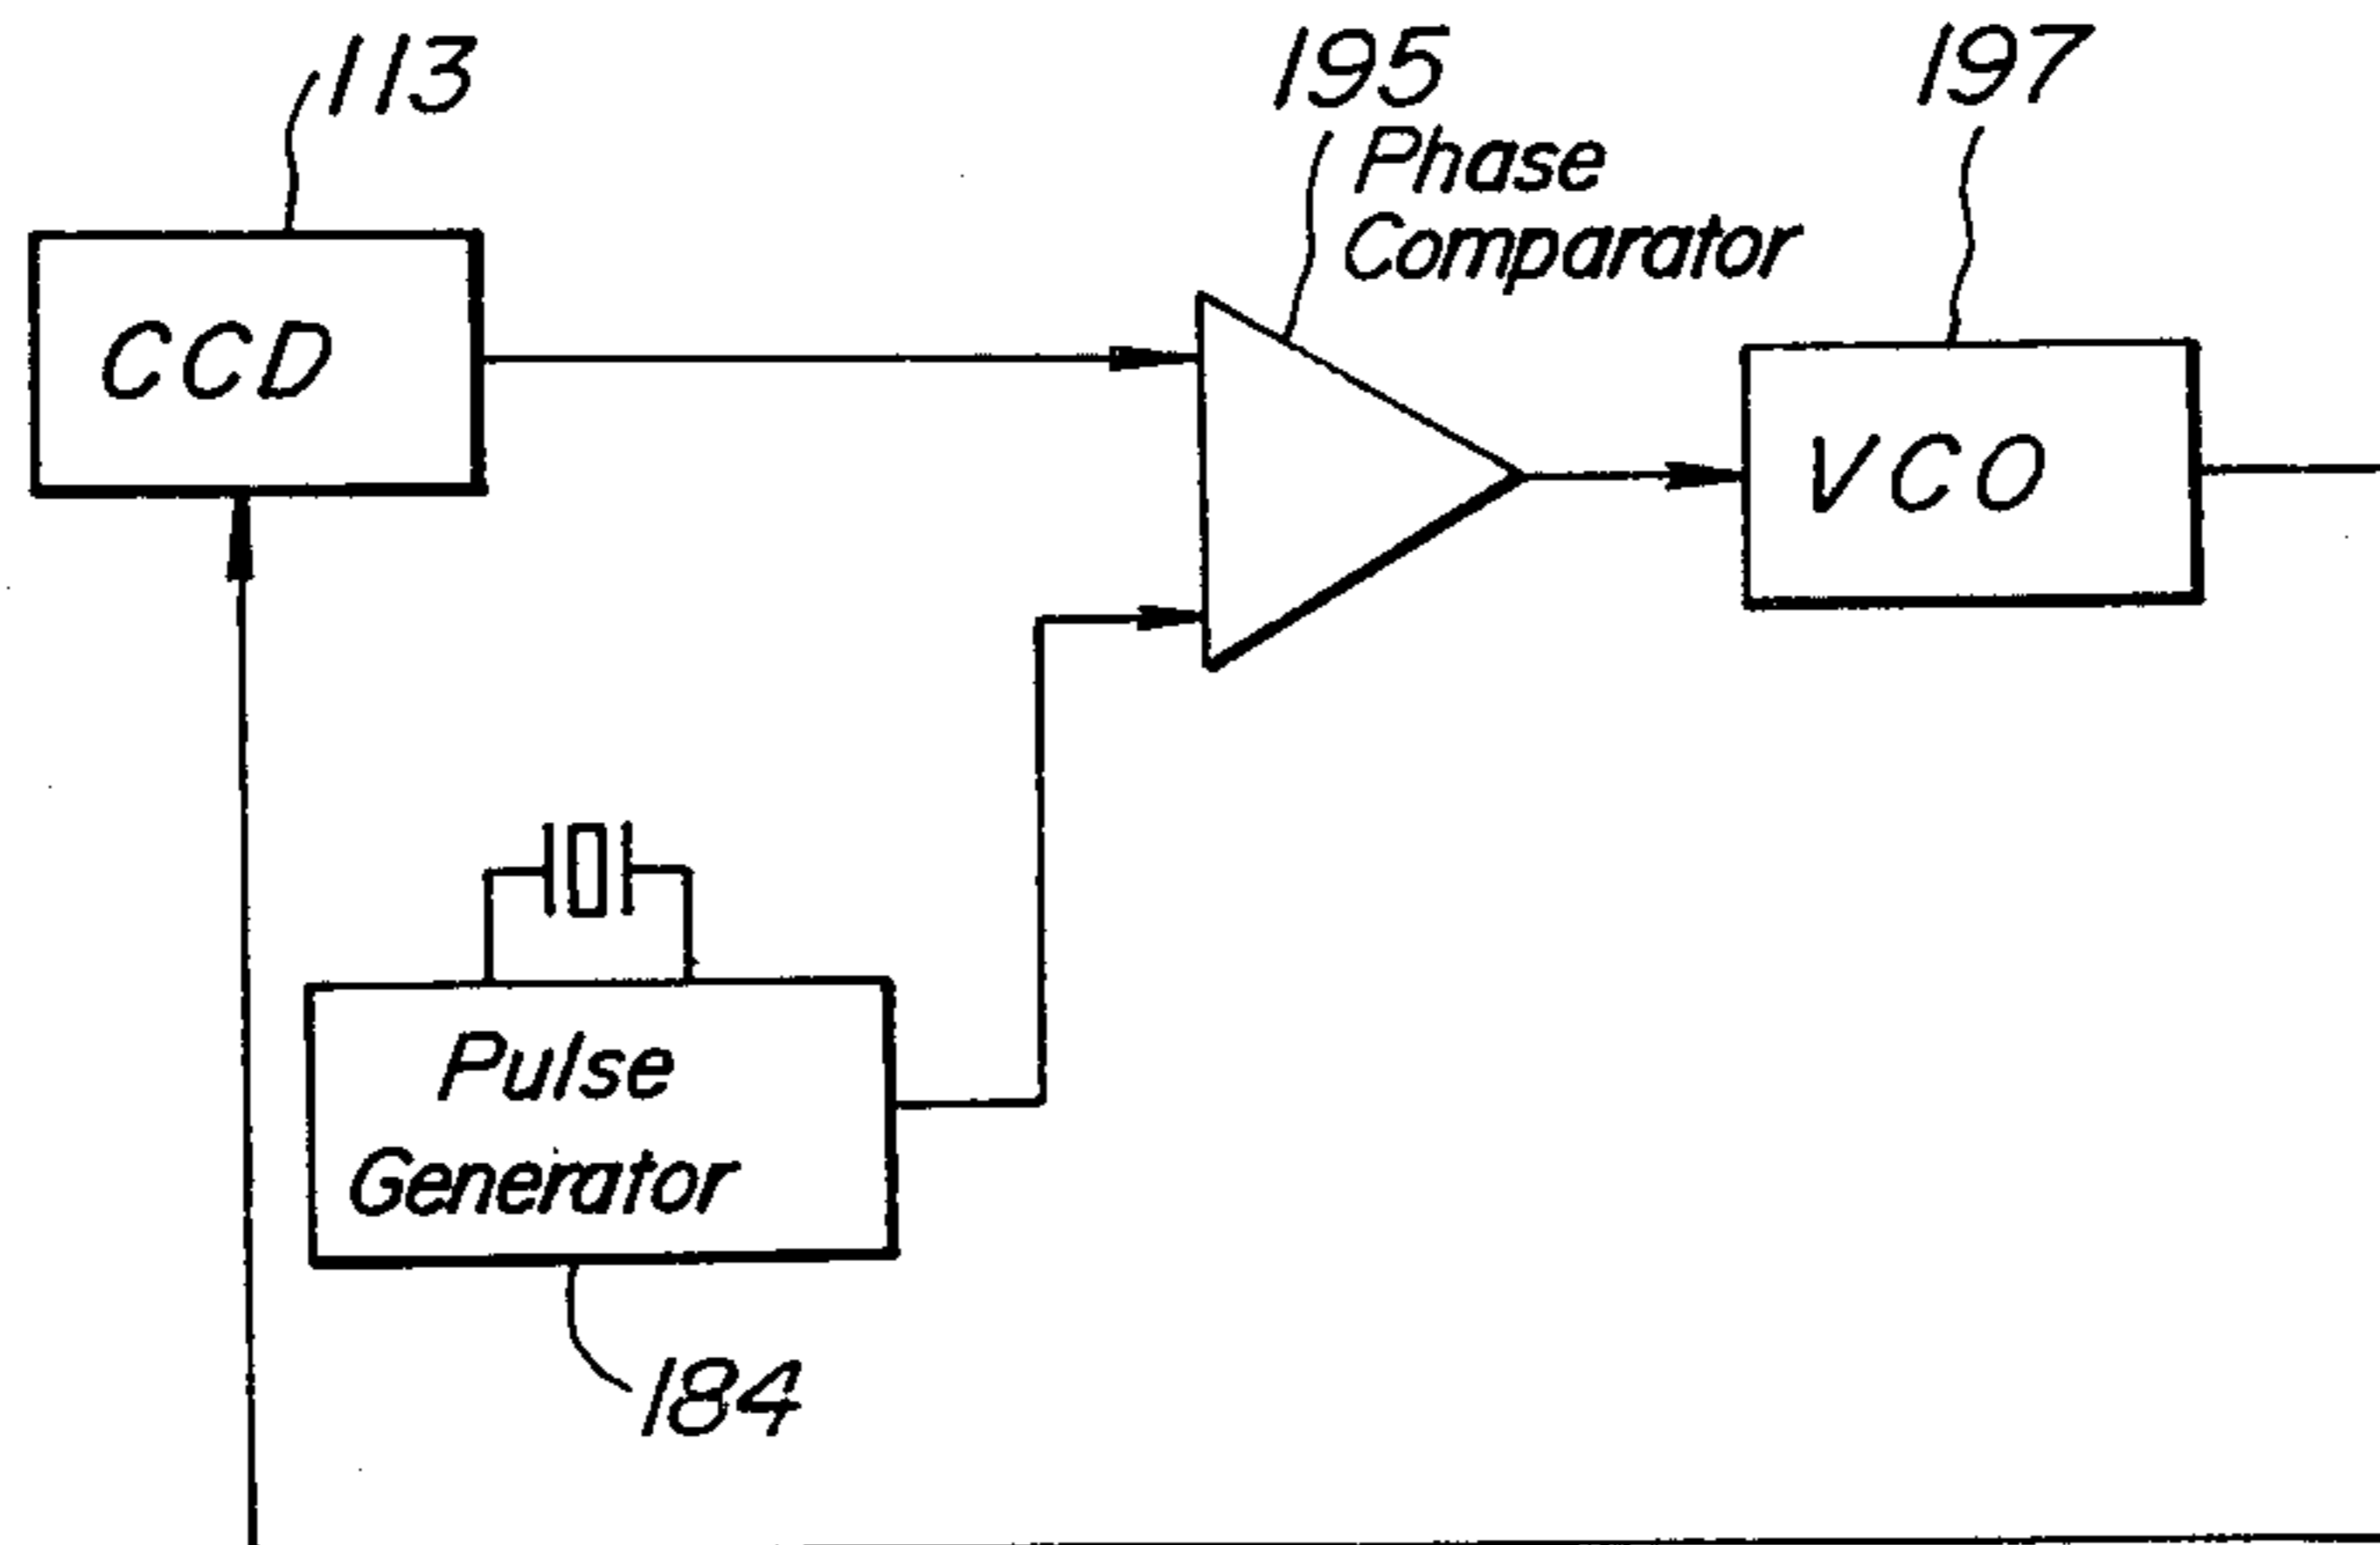 113
195
197
Phase
Comparator
CCD
VCO
Pulse
Generator
184